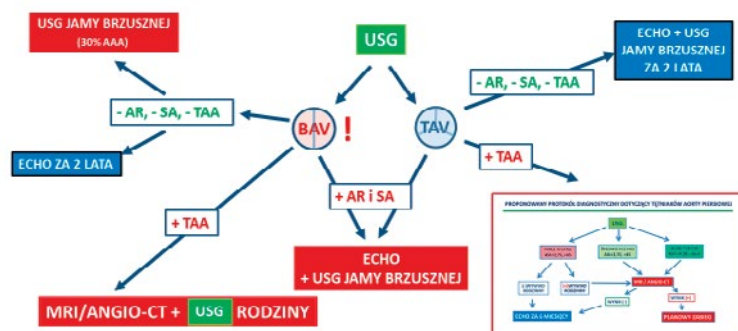 USG JAMY BRZUSZNEJ
(30% AAA)
USG
ECHO + USG
JAMY BRZUSZNEJ
ZA 2 LATA
- AR, - SA, - TAA
- AR, - SA, - TAA
BAV
!
TAV
ECHO ZA 2 LATA
+ TAA
+ AR i SA
+ TAA
ECHO
+ USG JAMY BRZUSZNEJ
MRI/ANGIO-CT + USG RODZINY
PROPONOWANY PROTOKÓŁ DIAGNOSTYCZNY DOTYCZĄCY TĘTNIAKÓW AORTY PIERSIOWEJ
MRI / ANGIO-CT
WYNIK (-)
WYNIK (+)
ECHO ZA 6 MIESIĘCY
PLANOWY ZABIEG